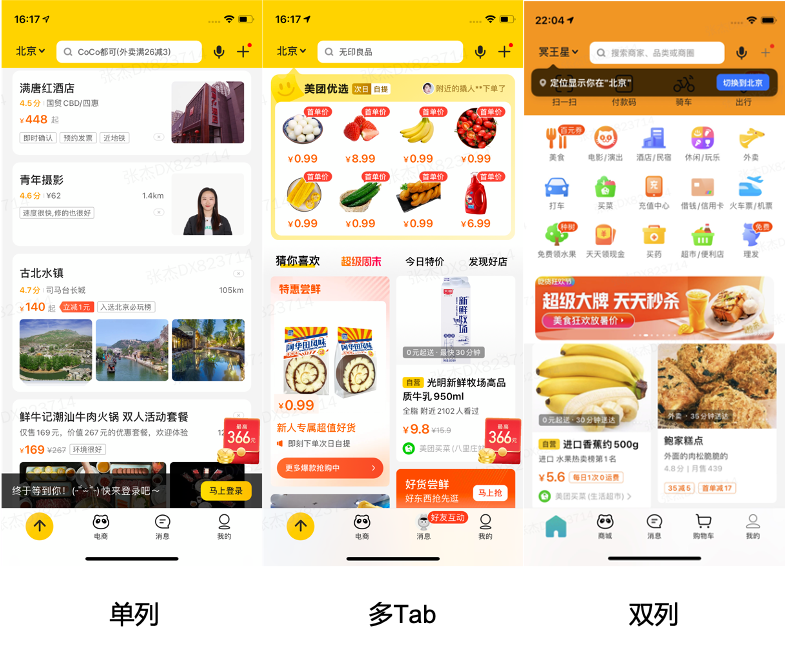 16:17
北京
CoCo都可(外卖满26减3)
满唐红酒店
4.5分 · 国贸CBD/四惠
¥448 起
即时确认 预约发票 近地铁
青年摄影
4.6分 · ¥62 1.4km
速度很快,修的也很好
古北水镇
4.7分 · 司马台长城 105km
¥140 起 立减1元 入选北京必玩榜
鲜牛记潮汕牛肉火锅 双人活动套餐
仅售169元，价值267元的优惠套餐，欢迎体验
¥169 ¥267 环境很好
最高
366元
终于等到你！(˶˘ ᵕ ˘˶)快来登录吧～ 马上登录
电商 消息 我的
单列
16:17
北京
无印良品
美团优选 次日 自提 附近的猿人**下单了
首单价 首单价 首单价 首单价
¥0.99 ¥8.99 ¥0.99 ¥0.99
首单价 首单价 首单价 首单价
¥0.99 ¥0.99 ¥0.99 ¥6.99
猜你喜欢 超级周末 今日特价 发现好店
特惠尝鲜
¥0.99
新人专属超值好货
即刻下单次日自提
更多爆款抢购中
新鲜牧场
0元起送 · 最快30分钟
自营 光明新鲜牧场高品质牛乳950ml
全脂 附近2102人看过
¥9.8 ¥15.9
美团买菜(八里庄
最高
366元
好货尝鲜
好东西抢先逛 马上抢
电商 好友互动 消息 我的
多Tab
22:04
冥王星
搜索商家、品类或商圈
定位显示你在“北京” 切换到北京
扫一扫 付款码 骑车 出行
百元券
美食 电影/演出 酒店/民宿 休闲/玩乐 外卖
打车 买菜 充值中心 借钱/信用卡 火车票/机票
种树 免费
免费领水果 天天领现金 买药 超市/便利店 理发
吃货狂欢节
超级大牌 天天秒杀
美食狂欢放暑价
0元起送 · 30分钟送达
自营 进口香蕉约500g
进口 水果热卖榜第1名
¥5.6 每日1次0运费
美团买菜(生活超市)
外卖 · 35分钟送达
鲍家糕点
外面的肉松脆脆的
4.8分 | 月售439
35减5 首单减17
商城 消息 购物车 我的
双列